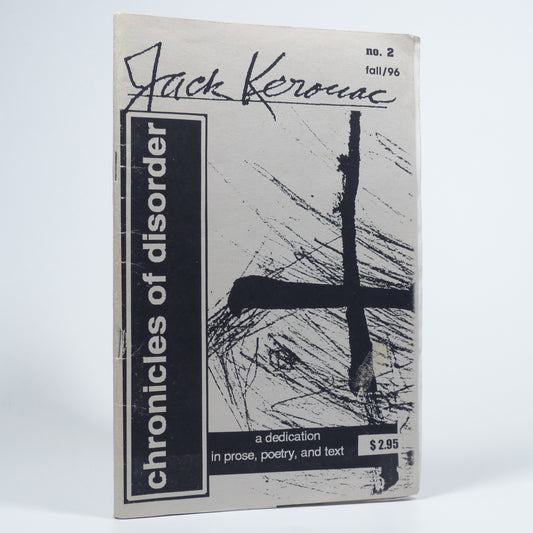 no. 2
fall/96
Jack Kerouac
chronicles of disorder
a dedication
in prose, poetry, and text
$2.95